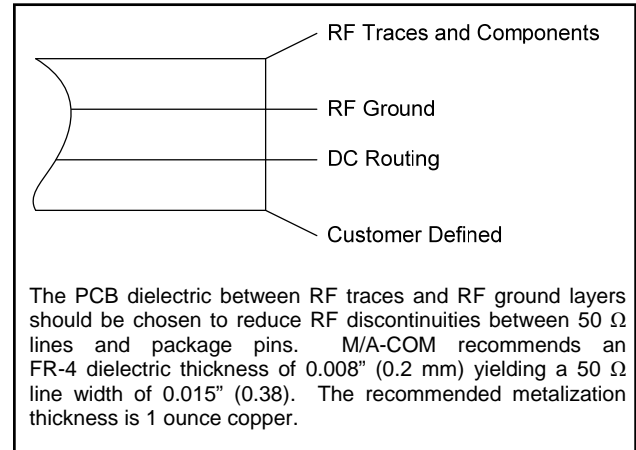 RF Traces and Components
RF Ground
DC Routing
Customer Defined
The PCB dielectric between RF traces and RF ground layers
should be chosen to reduce RF discontinuities between 50 Ω
lines and package pins. M/A-COM recommends an
FR-4 dielectric thickness of 0.008” (0.2 mm) yielding a 50 Ω
line width of 0.015” (0.38). The recommended metalization
thickness is 1 ounce copper.